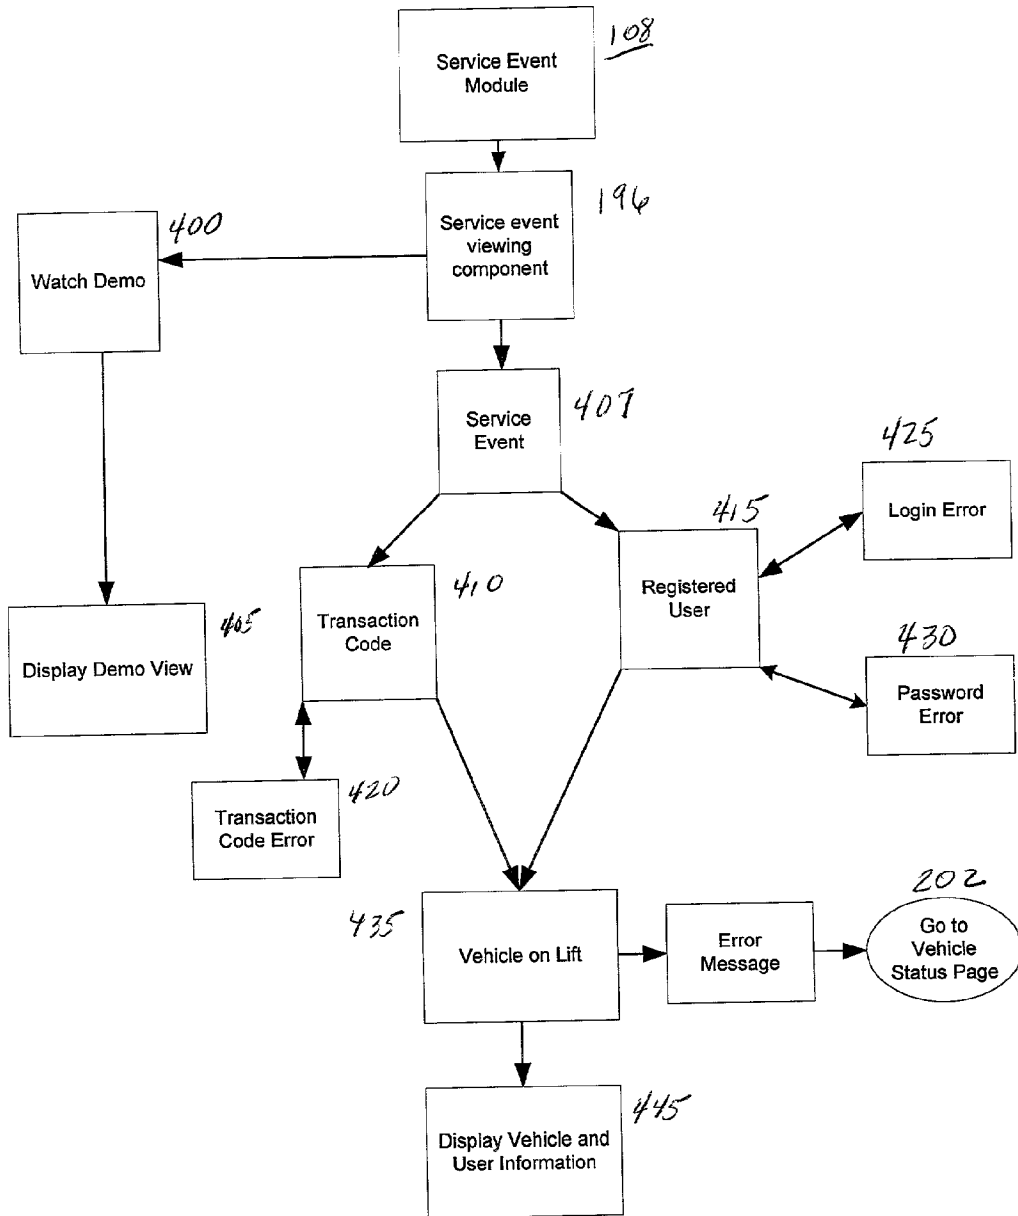 Service Event
Module
108
Service event
viewing
component
196
400
Watch Demo
Service
Event
407
425
Login Error
415
Registered
User
410
Transaction
Code
405
Display Demo View
430
Password
Error
420
Transaction
Code Error
435
Vehicle on Lift
Error
Message
202
Go to
Vehicle
Status Page
445
Display Vehicle and
User Information